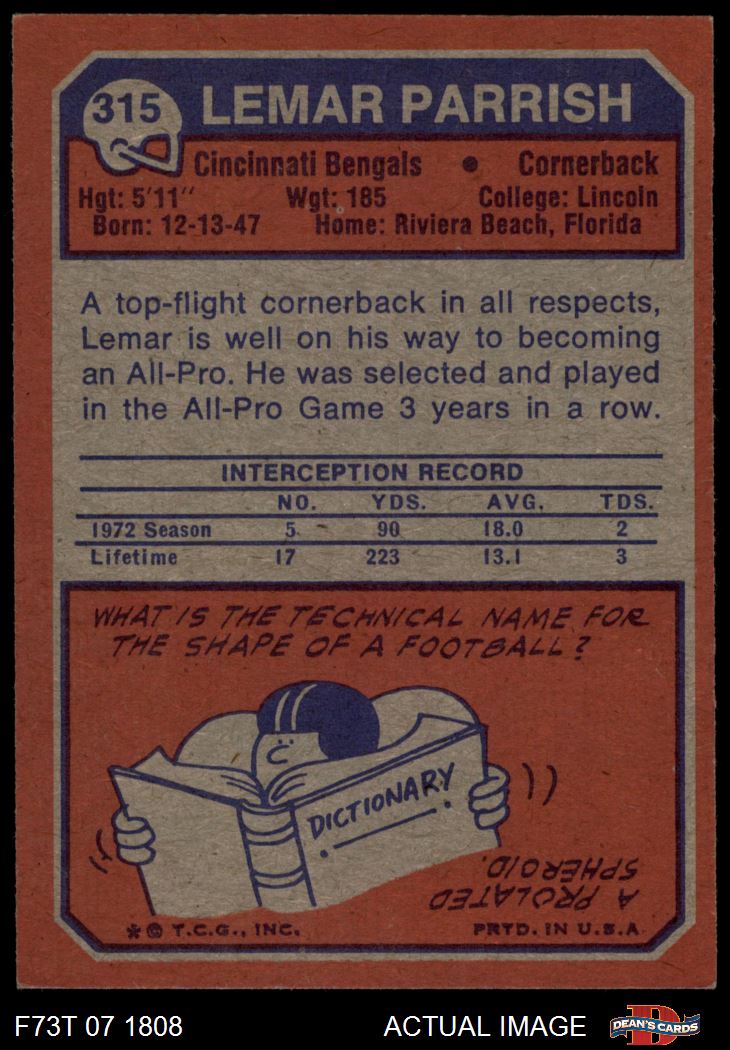 315 LEMAR PARRISH
Cincinnati Bengals • Cornerback
Hgt: 5'11" Wgt: 185 College: Lincoln
Born: 12-13-47 Home: Riviera Beach, Florida
A top-flight cornerback in all respects,
Lemar is well on his way to becoming
an All-Pro. He was selected and played
in the All-Pro Game 3 years in a row.
INTERCEPTION RECORD
NO. YDS. AVG. TDS.
1972 Season 5 90 18.0 2
Lifetime 17 223 13.1 3
WHAT IS THE TECHNICAL NAME FOR
THE SHAPE OF A FOOTBALL?
DICTIONARY
A PROLATED
SPHEROID.
* © T.C.G., INC. PRTD. IN U.S.A
F73T 07 1808 ACTUAL IMAGE DEAN'S CARDS